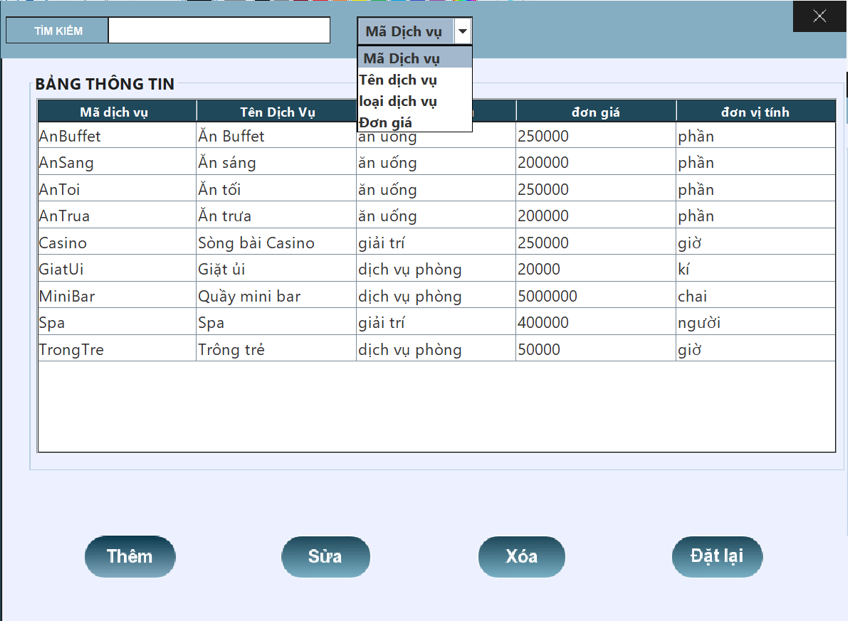 TÌM KIẾM Mã Dịch vụ
Mã Dịch vụ
Tên dịch vụ
loại dịch vụ
Đơn giá
BẢNG THÔNG TIN
Mã dịch vụ Tên Dịch Vụ đơn giá đơn vị tính
AnBuffet Ăn Buffet ăn uống 250000 phần
AnSang Ăn sáng ăn uống 200000 phần
AnToi Ăn tối ăn uống 250000 phần
AnTrua Ăn trưa ăn uống 200000 phần
Casino Sòng bài Casino giải trí 250000 giờ
GiatUi Giặt ủi dịch vụ phòng 20000 kí
MiniBar Quầy mini bar dịch vụ phòng 5000000 chai
Spa Spa giải trí 400000 người
TrongTre Trông trẻ dịch vụ phòng 50000 giờ
Thêm Sửa Xóa Đặt lại